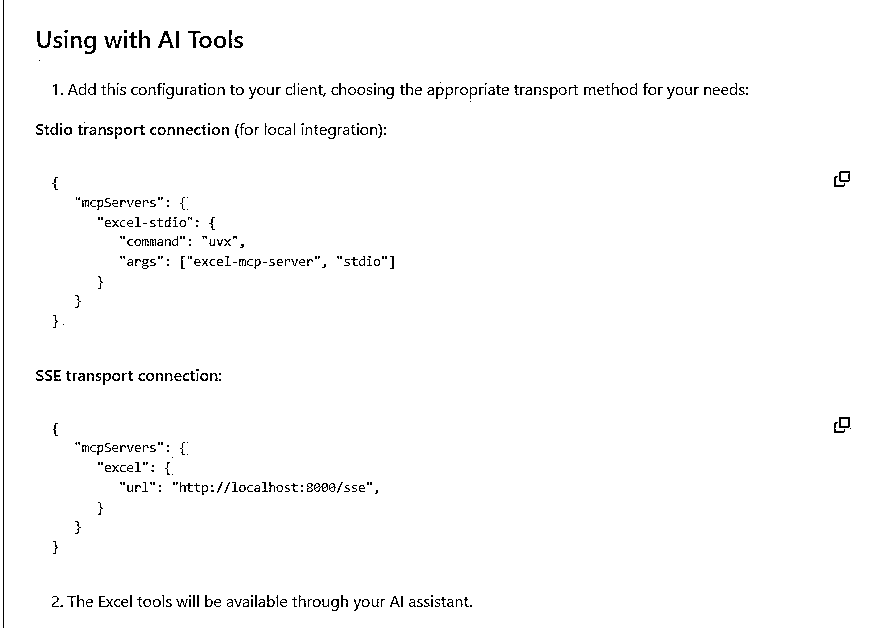 Using with AI Tools
1. Add this configuration to your client, choosing the appropriate transport method for your needs:
Stdio transport connection (for local integration):
{
   "mcpServers": {
      "excel-stdio": {
         "command": "uvx",
         "args": ["excel-mcp-server", "stdio"]
      }
   }
}
SSE transport connection:
{
   "mcpServers": {
      "excel": {
         "url": "http://localhost:8000/sse",
      }
   }
}
2. The Excel tools will be available through your AI assistant.